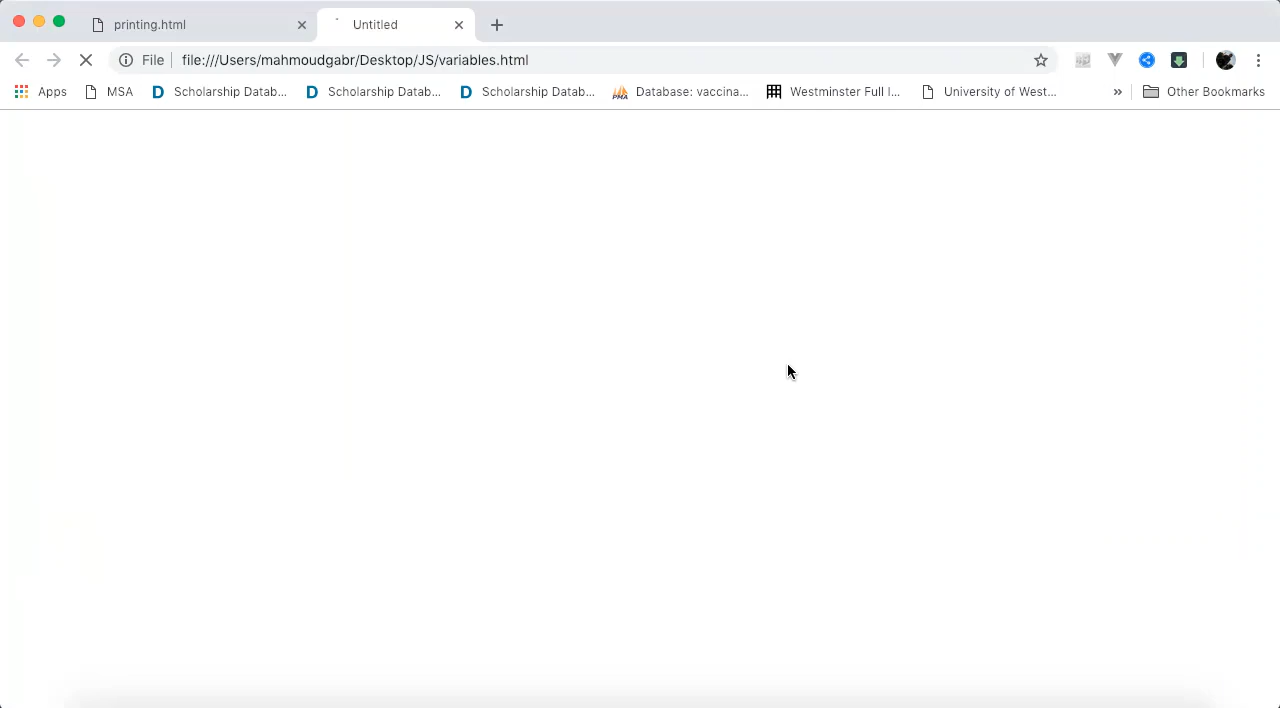 printing.html
Untitled
File
file:///Users/mahmoudgabr/Desktop/JS/variables.html
Apps
MSA
Scholarship Datab...
Scholarship Datab...
Scholarship Datab...
Database: vaccina...
Westminster Full I...
University of West...
»
Other Bookmarks